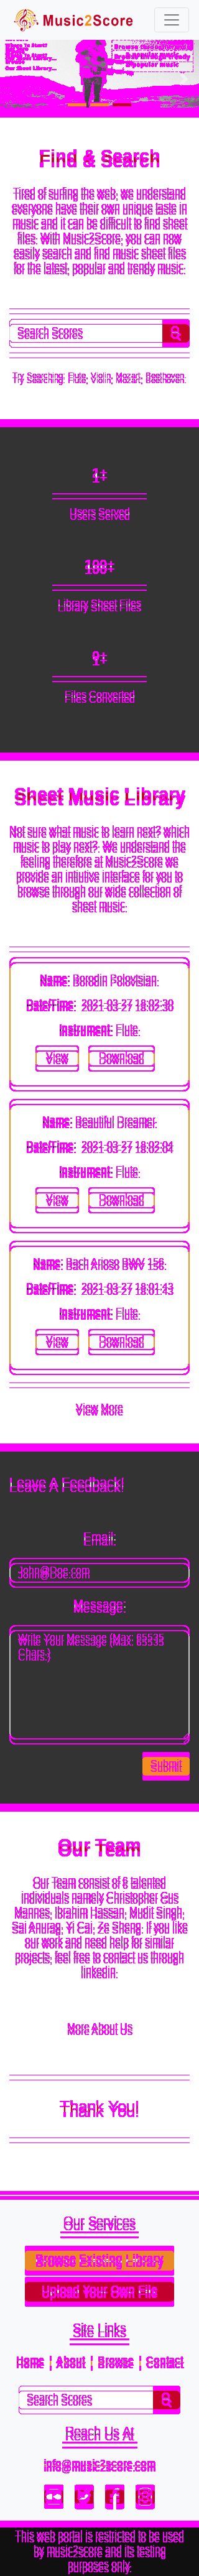 Music2Score
Find & Search
Tired of surfing the web, we understand
everyone have their own unique taste in
music and it can be difficult to find sheet
files. With Music2Score, you can now
easily search and find music sheet files
for the latest, popular and trendy music.
Search Scores
Try Searching: Flute, Violin, Mozart, Beethoven.
1+
Users Served
100+
Library Sheet Files
Files Converted
Sheet Music Library
Not sure what music to learn next? which
music to play next?. We understand the
feeling therefore at Music2Score we
provide an intiutive interface for you to
browse through our wide collection of
sheet music.
Name: Borodin Polovtsian.
Date/Time: 2021-03-27 18:02:30
Instrument: Flute.
View Download
Name: Beautiful Dreamer.
Date/Time: 2021-03-27 18:02:04
Instrument: Flute.
View Download
Name: Bach Arioso BWV 156.
Date/Time: 2021-03-27 18:01:43
Instrument: Flute.
View Download
View More
Leave A Feedback!
Email:
John@Doe.com
Message:
Write Your Message (Max: 65535
Chars.)
Submit
Our Team
Our Team consist of 6 talented
individuals namely Christopher Gus
Mannes, Ibrahim Hassan, Mudit Singh,
Sai Anurag, Yi Cai, Ze Sheng. If you like
our work and need help for similar
projects, feel free to contact us through
linkedin.
More About Us
Thank You!
Our Services
Browse Existing Library
Upload Your Own File
Site Links
Home ¦ About ¦ Browse ¦ Contact
Search Scores
Reach Us At
info@music2score.com
This web portal is restricted to be used
by music2score and its testing
purposes only.